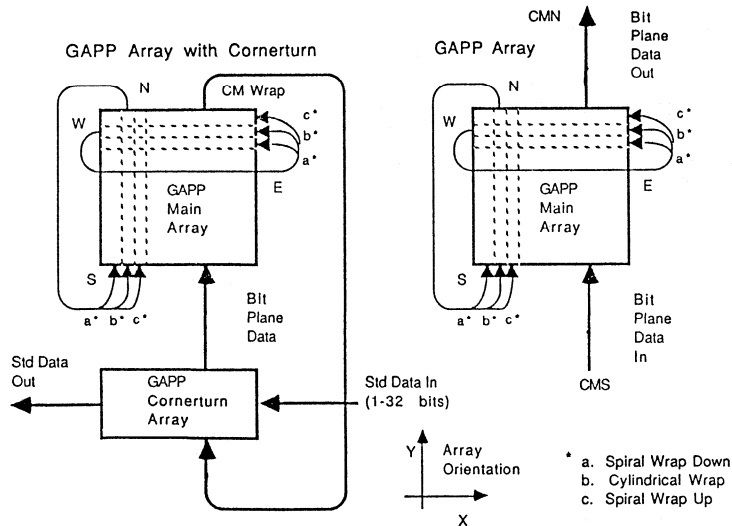 GAPP Array with Cornerturn
N
CM Wrap
W
c*
b*
a*
E
GAPP
Main
Array
S
a* b* c*
Bit
Plane
Data
Std Data
Out
GAPP
Cornerturn
Array
Std Data In
(1-32 bits)
CMN
Bit
Plane
Data
Out
GAPP Array
N
W
c*
b*
a*
E
GAPP
Main
Array
S
a* b* c*
Bit
Plane
Data
In
CMS
Y
Array
Orientation
X
* a. Spiral Wrap Down
b. Cylindrical Wrap
c. Spiral Wrap Up